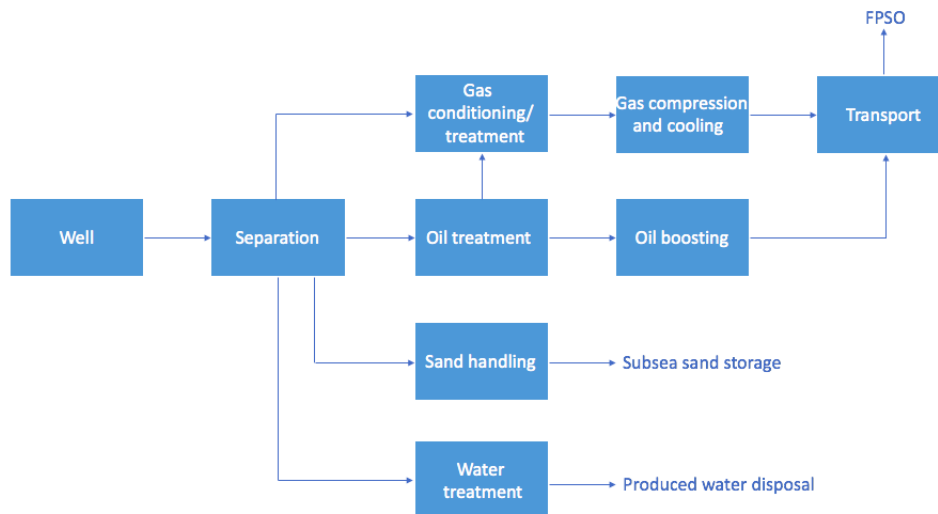 FPSO
Gas
conditioning/
treatment
Gas compression
and cooling
Transport
Well
Separation
Oil treatment
Oil boosting
Sand handling
Subsea sand storage
Water
treatment
Produced water disposal